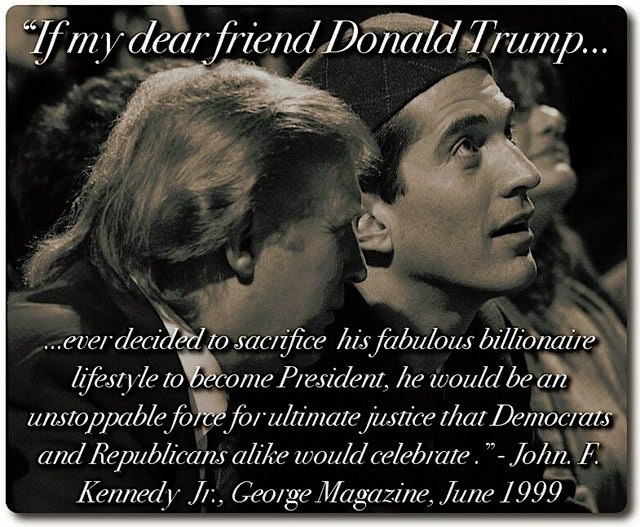 “If my dear friend Donald Trump...
...ever decided to sacrifice his fabulous billionaire
lifestyle to become President, he would be an
unstoppable force for ultimate justice that Democrats
and Republicans alike would celebrate .” - John. F.
Kennedy Jr., George Magazine, June 1999